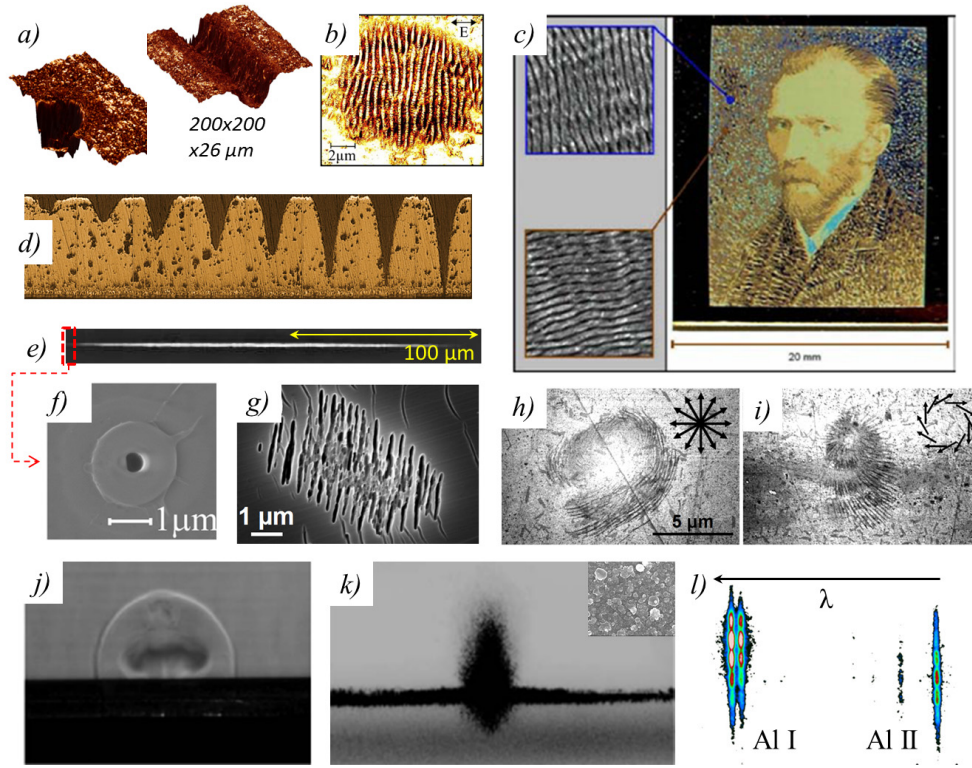 a)
200x200
x26 µm
b)
E
2µm
c)
20 mm
d)
e)
100 µm
f)
1µm
g)
1 µm
h)
5 µm
i)
j)
k)
l)
λ
Al I
Al II